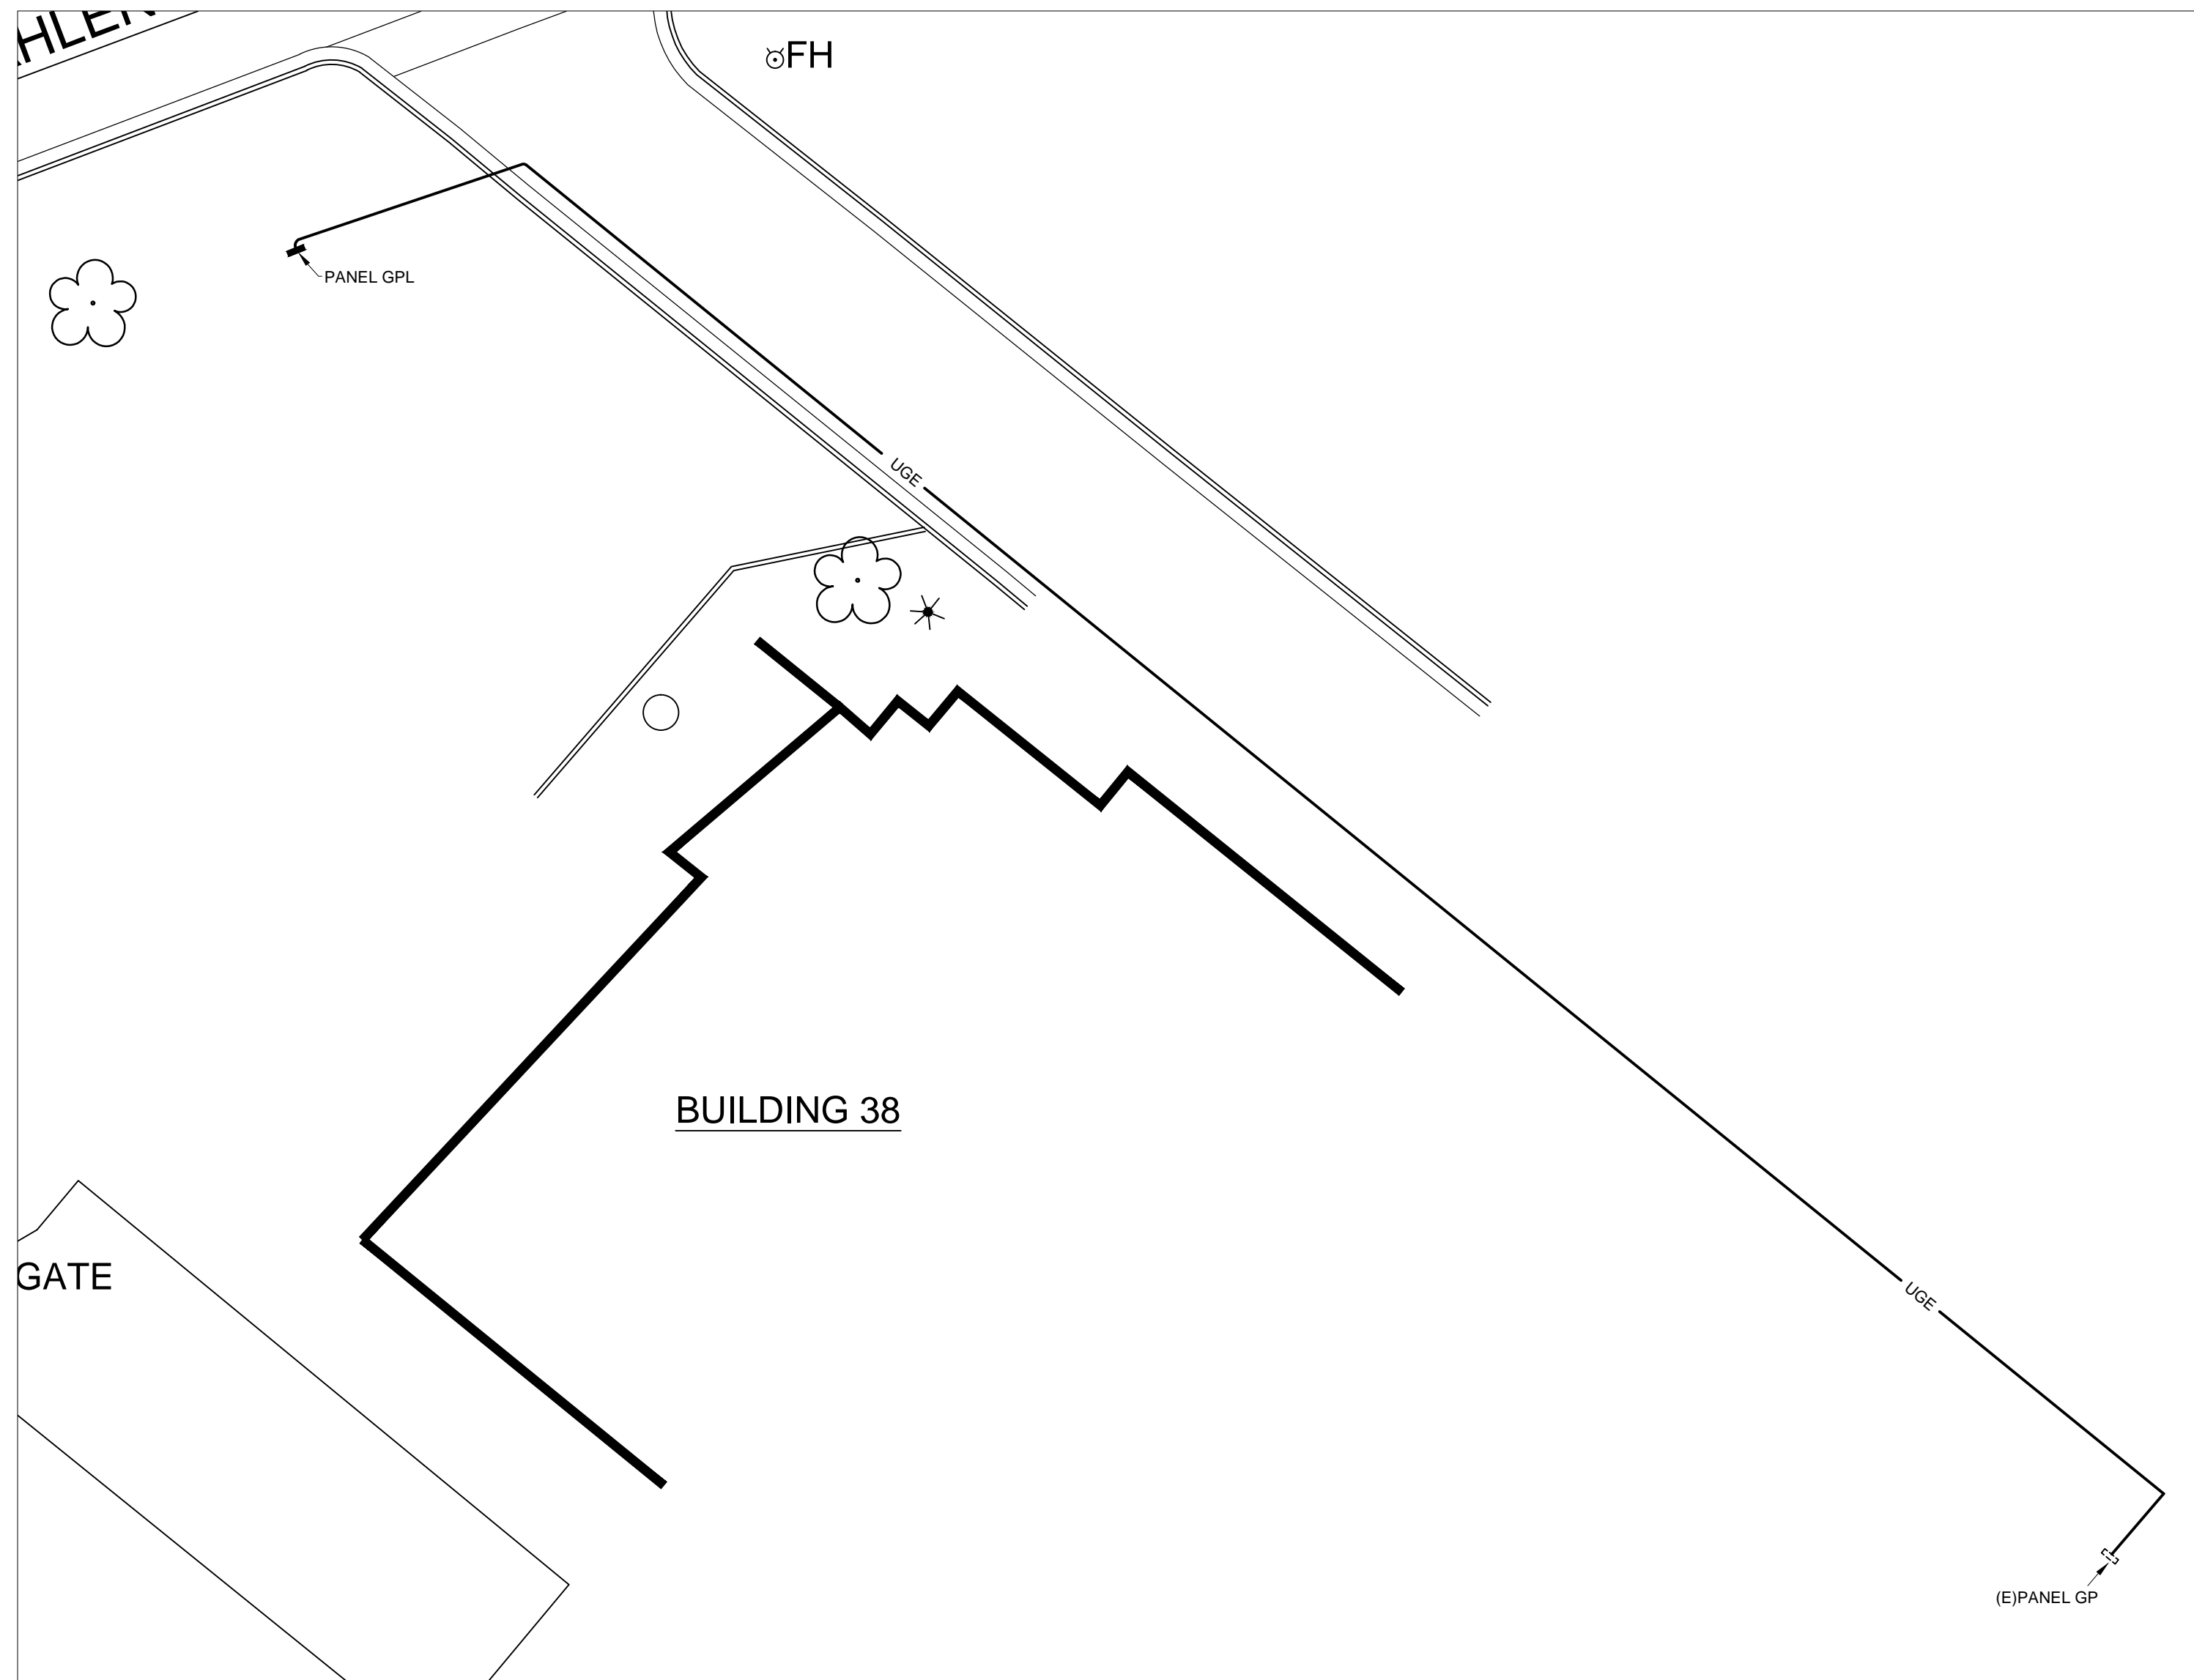 FH
PANEL GPL
UGE
BUILDING 38
GATE
UGE
(E)PANEL GP